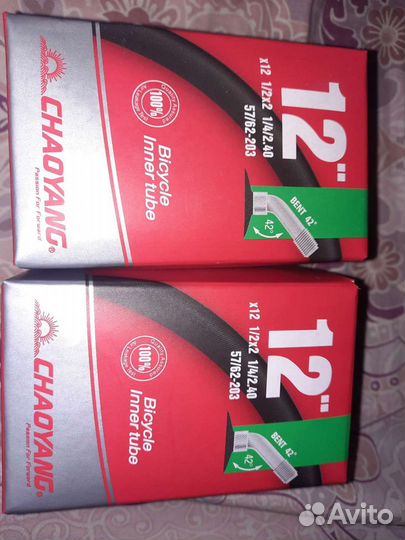 12"
x12 1/2x2 1/4/2.40
57/62-203
BENT 42°
42°
100%
Bicycle
Inner tube
CHAOYANG®
Passion For Forward
12"
x12 1/2x2 1/4/2.40
57/62-203
BENT 42°
42°
100%
Bicycle
Inner tube
CHAOYANG®
Passion For Forward
Avito